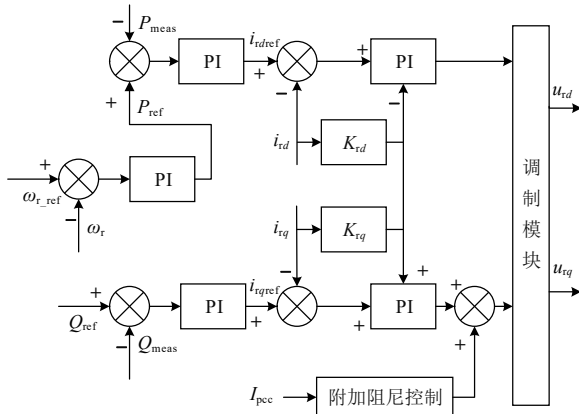 − P_meas
PI
i_rdref
+
−
+
PI
−
+
P_ref
i_rd
K_rd
u_rd
+
ω_r_ref
−
ω_r
PI
调制模块
i_rq
K_rq
−
+
Q_ref
−
Q_meas
PI
i_rqref
+
+
+
PI
+
+
u_rq
I_pcc
附加阻尼控制